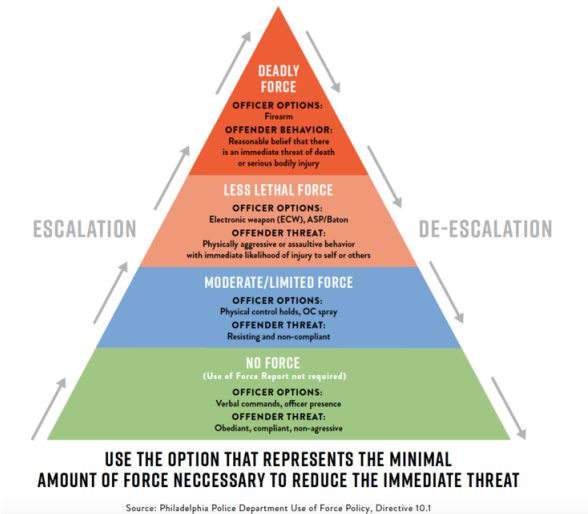 DEADLY
FORCE
OFFICER OPTIONS:
Firearm
OFFENDER BEHAVIOR:
Reasonable belief that there
is an immediate threat of death
or serious bodily injury
LESS LETHAL FORCE
OFFICER OPTIONS:
Electronic weapon (ECW), ASP/Baton
OFFENDER THREAT:
Physically aggressive or assaultive behavior
with immediate likelihood of injury to self or others
ESCALATION
DE-ESCALATION
MODERATE/LIMITED FORCE
OFFICER OPTIONS:
Physical control holds, OC spray
OFFENDER THREAT:
Resisting and non-compliant
NO FORCE
(Use of Force Report not required)
OFFICER OPTIONS:
Verbal commands, officer presence
OFFENDER THREAT:
Obediant, compliant, non-agressive
USE THE OPTION THAT REPRESENTS THE MINIMAL
AMOUNT OF FORCE NECCESSARY TO REDUCE THE IMMEDIATE THREAT
Source: Philadelphia Police Department Use of Force Policy, Directive 10.1